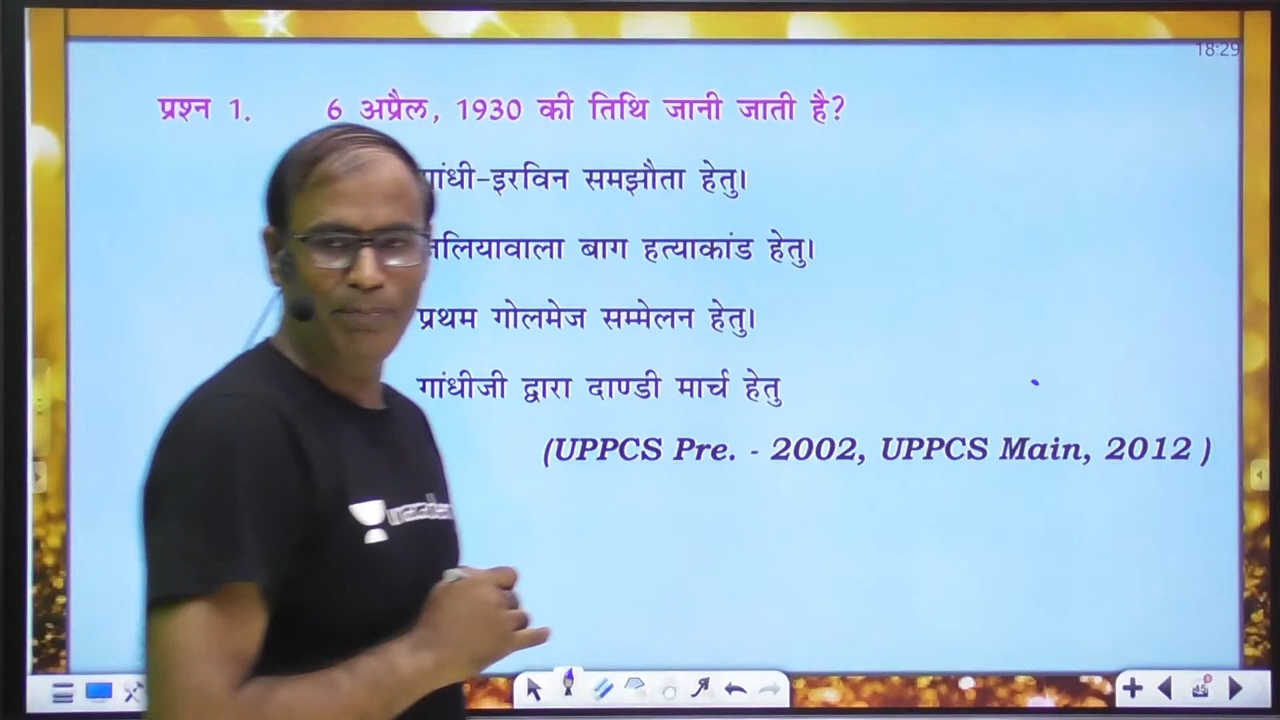 18:29
प्रश्न 1. 6 अप्रैल, 1930 की तिथि जानी जाती है?
गांधी-इरविन समझौता हेतु।
बाग हत्याकांड हेतु।
प्रथम गोलमेज सम्मेलन हेतु।
गांधीजी द्वारा दाण्डी मार्च हेतु
(UPPCS Pre. - 2002, UPPCS Main, 2012 )
45